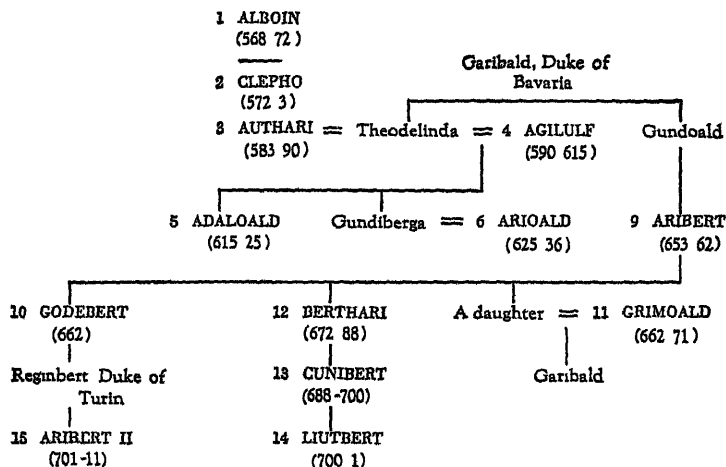 1 ALBOIN
(568 72)
Garibald, Duke of
Bavaria
2 CLEPHO
(572 3)
3 AUTHARI = Theodelinda = 4 AGILULF
(583 90)
(590 615)
Gundoald
5 ADALOALD
(615 25)
Gundiberga = 6 ARIOALD
(625 36)
9 ARIBERT
(653 62)
10 GODEBERT
(662)
12 BERTHARI
(672 88)
A daughter = 11 GRIMOALD
(662 71)
Reginbert Duke of
Turin
13 CUNIBERT
(688-700)
Garibald
15 ARIBERT II
(701-11)
14 LIUTBERT
(700 1)